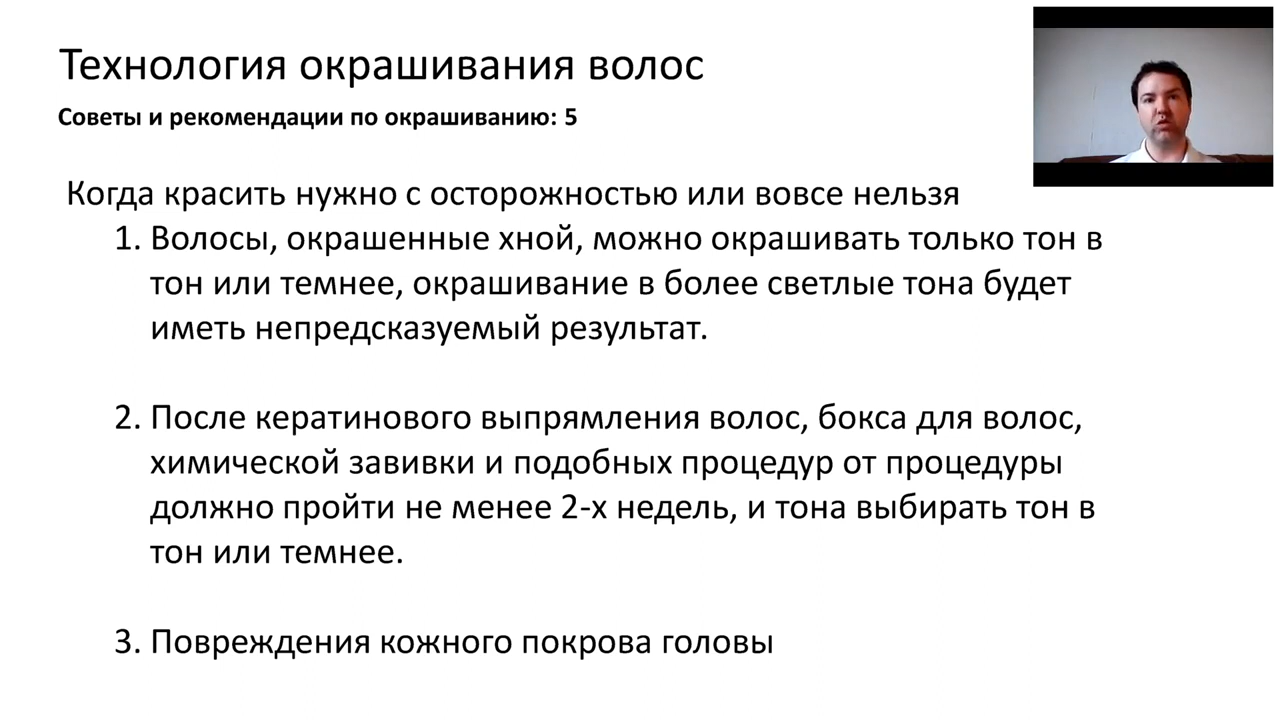 Технология окрашивания волос
Советы и рекомендации по окрашиванию: 5
Когда красить нужно с осторожностью или вовсе нельзя
1. Волосы, окрашенные хной, можно окрашивать только тон в
тон или темнее, окрашивание в более светлые тона будет
иметь непредсказуемый результат.
2. После кератинового выпрямления волос, бокса для волос,
химической завивки и подобных процедур от процедуры
должно пройти не менее 2-х недель, и тона выбирать тон в
тон или темнее.
3. Повреждения кожного покрова головы